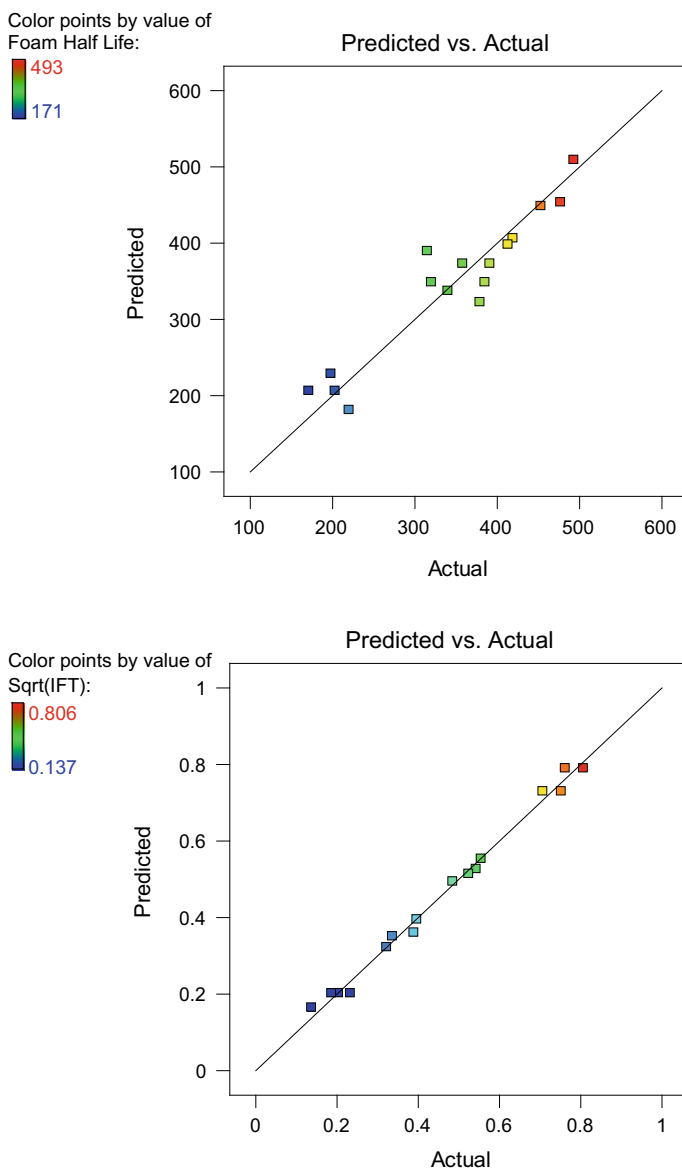 Color points by value of
Foam Half Life:
493
171
Predicted vs. Actual
600
500
400
300
200
100
Predicted
100 200 300 400 500 600
Actual
Color points by value of
Sqrt(IFT):
0.806
0.137
Predicted vs. Actual
1
0.8
0.6
0.4
0.2
0
Predicted
0 0.2 0.4 0.6 0.8 1
Actual